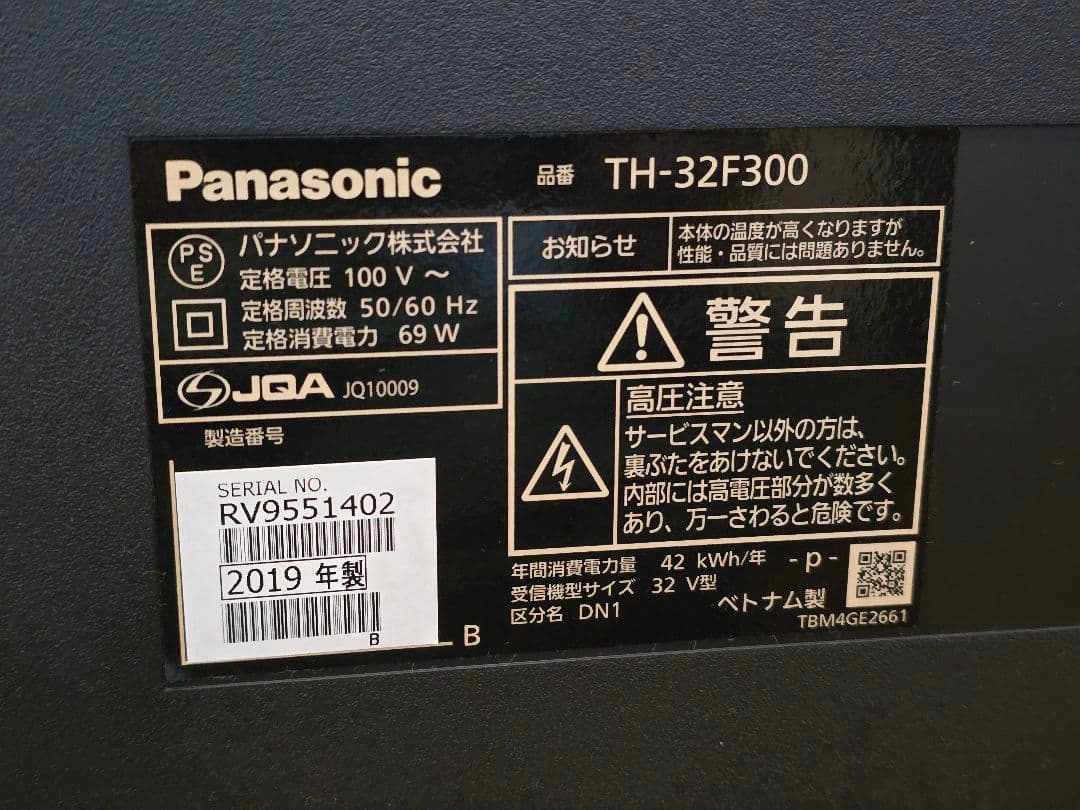 Panasonic
品番 TH-32F300
PS
E
パナソニック株式会社
定格電圧 100 V ～
定格周波数 50/60 Hz
定格消費電力 69 W
JQA JQ10009
製造番号
SERIAL NO.
RV9551402
2019 年製
B
B
お知らせ
本体の温度が高くなりますが
性能・品質には問題ありません。
警告
高圧注意
サービスマン以外の方は、
裏ぶたをあけないでください。
内部には高電圧部分が数多く
あり、万一さわると危険です。
年間消費電力量 42 kWh/年 - p -
受信機型サイズ 32 V型
区分名 DN1
ベトナム製
TBM4GE2661